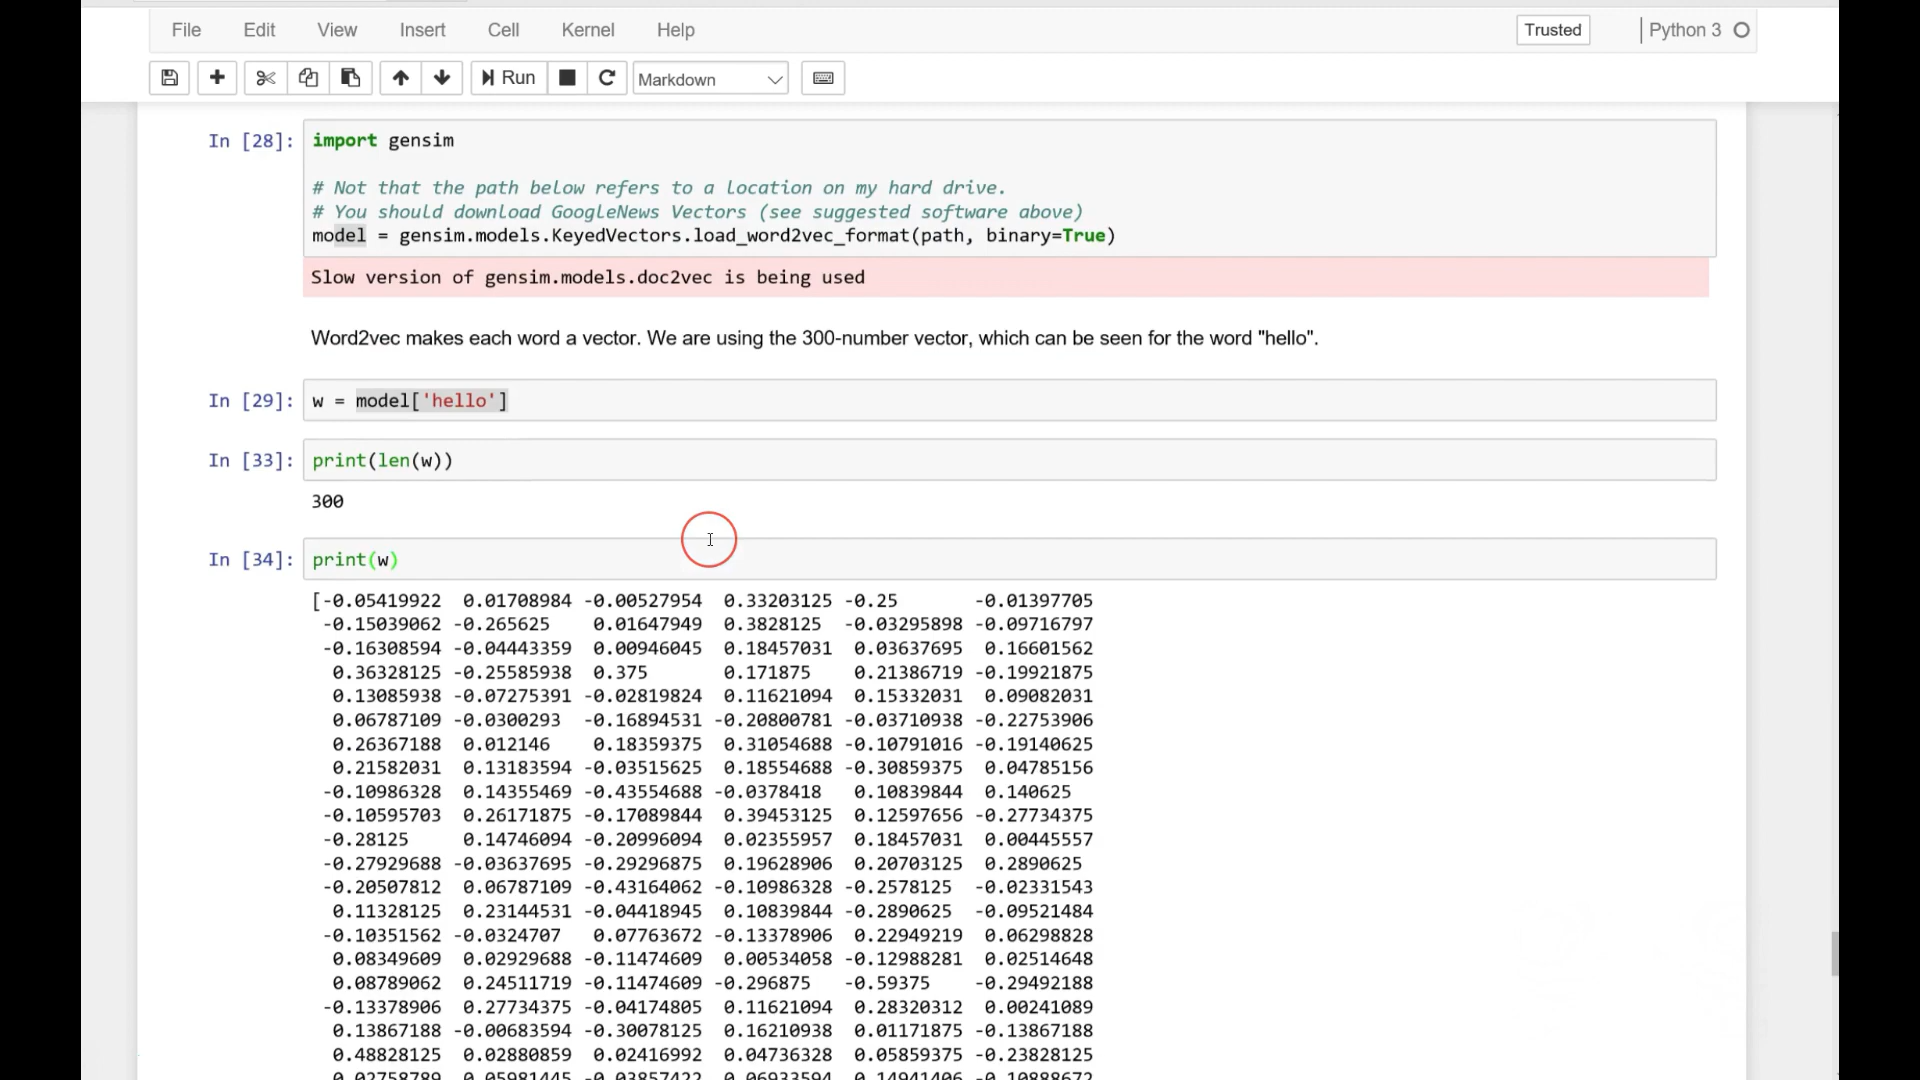 File Edit View Insert Cell Kernel Help Trusted Python 3
Run Markdown
In [28]: import gensim
# Not that the path below refers to a location on my hard drive.
# You should download GoogleNews Vectors (see suggested software above)
model = gensim.models.KeyedVectors.load_word2vec_format(path, binary=True)
Slow version of gensim.models.doc2vec is being used
Word2vec makes each word a vector. We are using the 300-number vector, which can be seen for the word "hello".
In [29]: w = model['hello']
In [33]: print(len(w))
300
In [34]: print(w)
[-0.05419922 0.01708984 -0.00527954 0.33203125 -0.25 -0.01397705
-0.15039062 -0.265625 0.01647949 0.3828125 -0.03295898 -0.09716797
-0.16308594 -0.04443359 0.00946045 0.18457031 0.03637695 0.16601562
0.36328125 -0.25585938 0.375 0.171875 0.21386719 -0.19921875
0.13085938 -0.07275391 -0.02819824 0.11621094 0.15332031 0.09082031
0.06787109 -0.0300293 -0.16894531 -0.20800781 -0.03710938 -0.22753906
0.26367188 0.012146 0.18359375 0.31054688 -0.10791016 -0.19140625
0.21582031 0.13183594 -0.03515625 0.18554688 -0.30859375 0.04785156
-0.10986328 0.14355469 -0.43554688 -0.0378418 0.10839844 0.140625
-0.10595703 0.26171875 -0.17089844 0.39453125 0.12597656 -0.27734375
-0.28125 0.14746094 -0.20996094 0.02355957 0.18457031 0.00445557
-0.27929688 -0.03637695 -0.29296875 0.19628906 0.20703125 0.2890625
-0.20507812 0.06787109 -0.43164062 -0.10986328 -0.2578125 -0.02331543
0.11328125 0.23144531 -0.04418945 0.10839844 -0.2890625 -0.09521484
-0.10351562 -0.0324707 0.07763672 -0.13378906 0.22949219 0.06298828
0.08349609 0.02929688 -0.11474609 0.00534058 -0.12988281 0.02514648
0.08789062 0.24511719 -0.11474609 -0.296875 -0.59375 -0.29492188
-0.13378906 0.27734375 -0.04174805 0.11621094 0.28320312 0.00241089
0.13867188 -0.00683594 -0.30078125 0.16210938 0.01171875 -0.13867188
0.48828125 0.02880859 0.02416992 0.04736328 0.05859375 -0.23828125
0.02758789 0.05981445 -0.03857422 0.06933594 0.14941406 -0.10888672